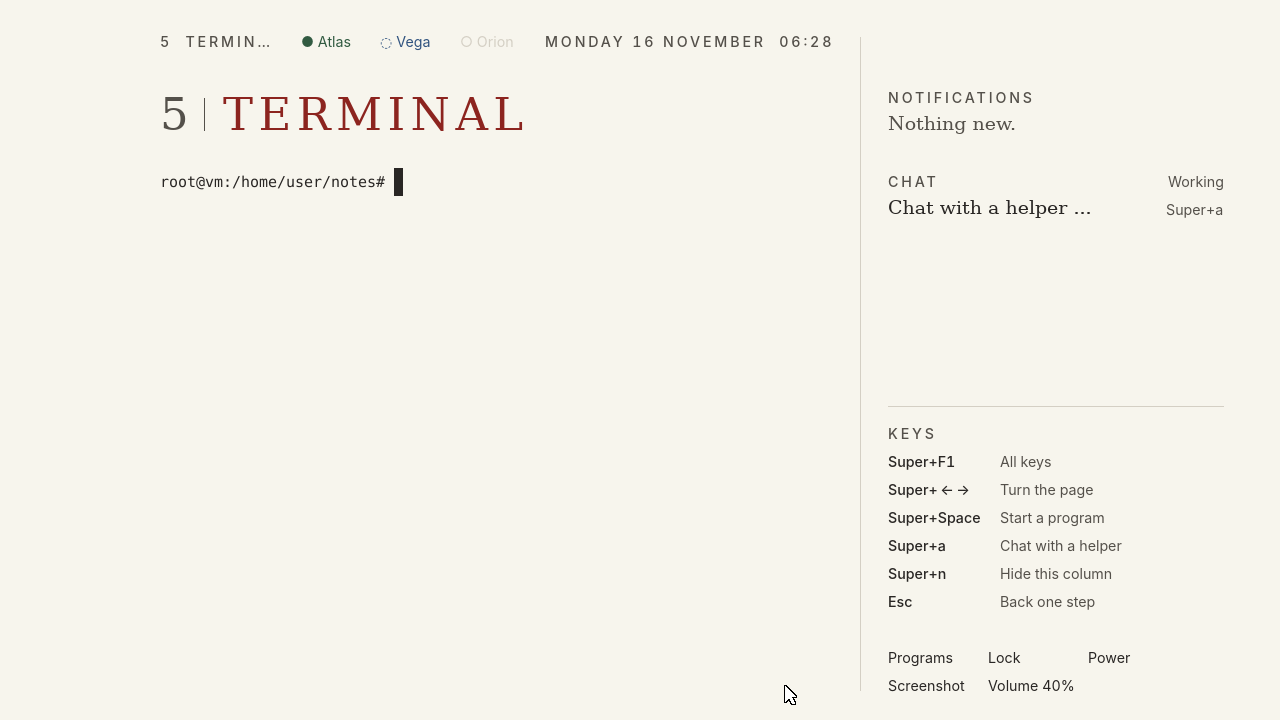 5 TERMIN... Atlas Vega Orion MONDAY 16 NOVEMBER 06:28
5 TERMINAL
root@vm:/home/user/notes#
NOTIFICATIONS
Nothing new.
CHAT Working
Chat with a helper ... Super+a
KEYS
Super+F1 All keys
Super+← → Turn the page
Super+Space Start a program
Super+a Chat with a helper
Super+n Hide this column
Esc Back one step
Programs Lock Power
Screenshot Volume 40%